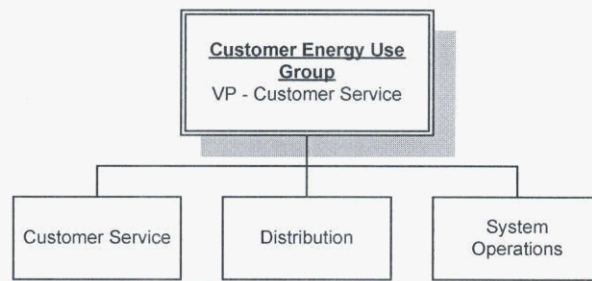 Customer Energy Use
Group
VP - Customer Service
Customer Service
Distribution
System
Operations